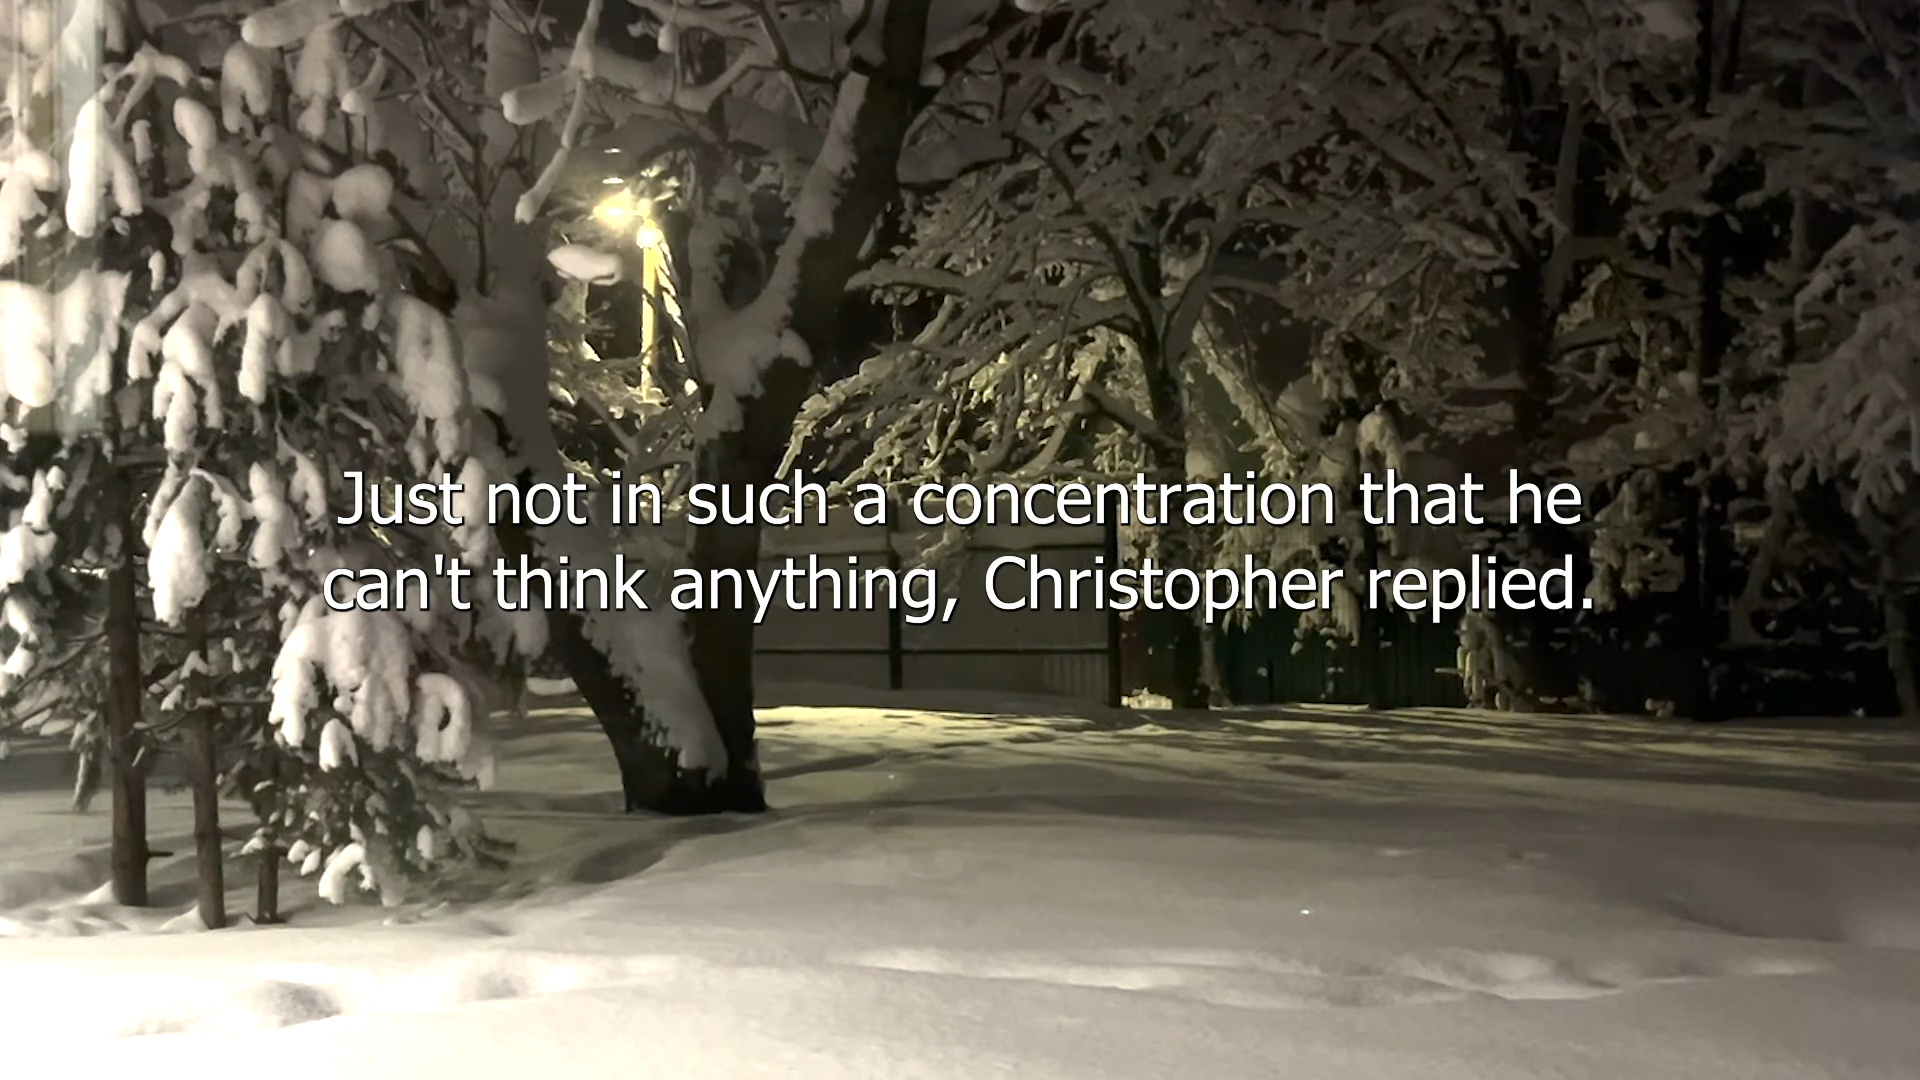 Just not in such a concentration that he
can't think anything, Christopher replied.